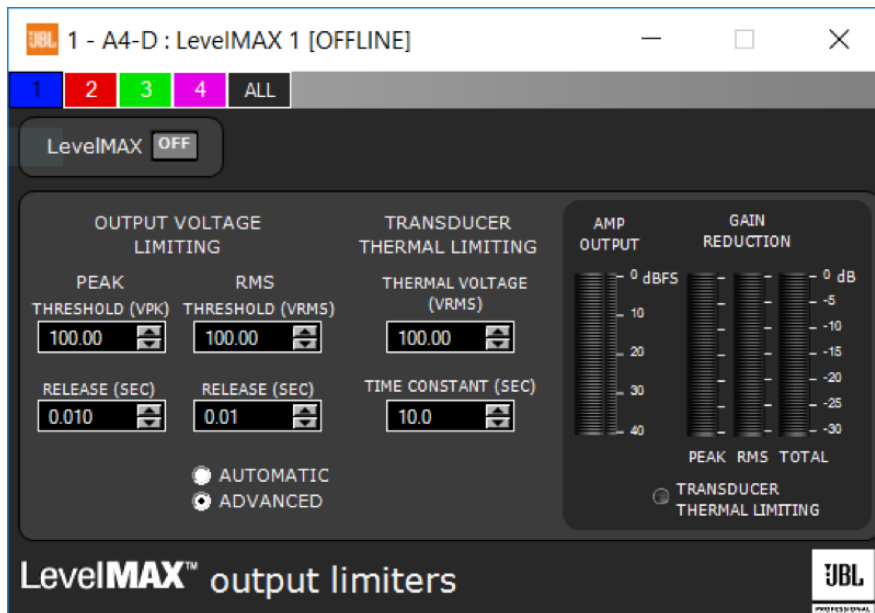 JBL 1 - A4-D : LevelMAX 1 [OFFLINE]
1 2 3 4 ALL
LevelMAX OFF
OUTPUT VOLTAGE
LIMITING
PEAK RMS
THRESHOLD (VPK) THRESHOLD (VRMS)
100.00 100.00
RELEASE (SEC) RELEASE (SEC)
0.010 0.01
AUTOMATIC
ADVANCED
TRANSDUCER
THERMAL LIMITING
THERMAL VOLTAGE
(VRMS)
100.00
TIME CONSTANT (SEC)
10.0
AMP
OUTPUT
0 dBFS
10
20
30
40
GAIN
REDUCTION
0 dB
-5
-10
-15
-20
-25
-30
PEAK RMS TOTAL
TRANSDUCER
THERMAL LIMITING
LevelMAX™ output limiters
JBL
PROFESSIONAL